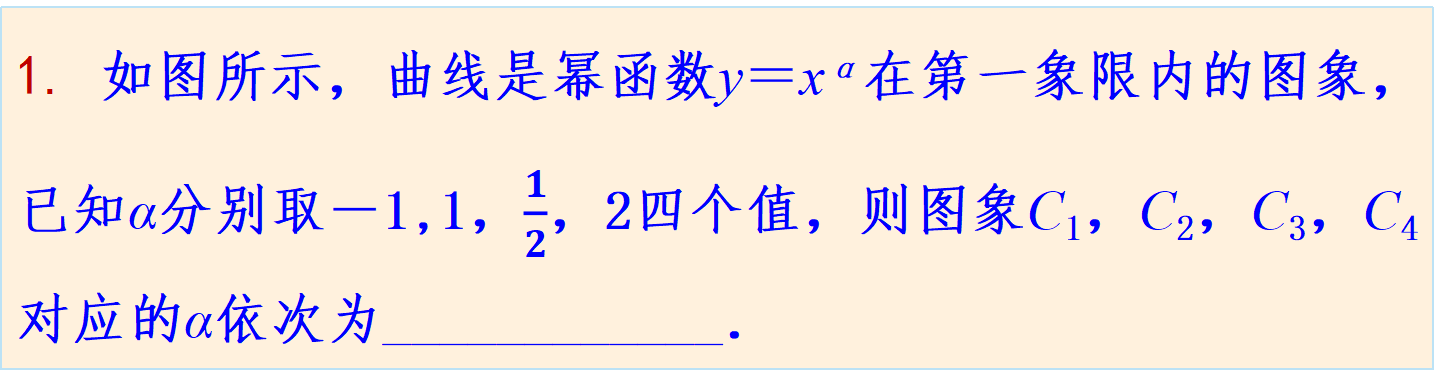 1. 如图所示，曲线是幂函数y＝x^α在第一象限内的图象，
已知α分别取－1,1，1/2，2四个值，则图象C₁，C₂，C₃，C₄
对应的α依次为______________．